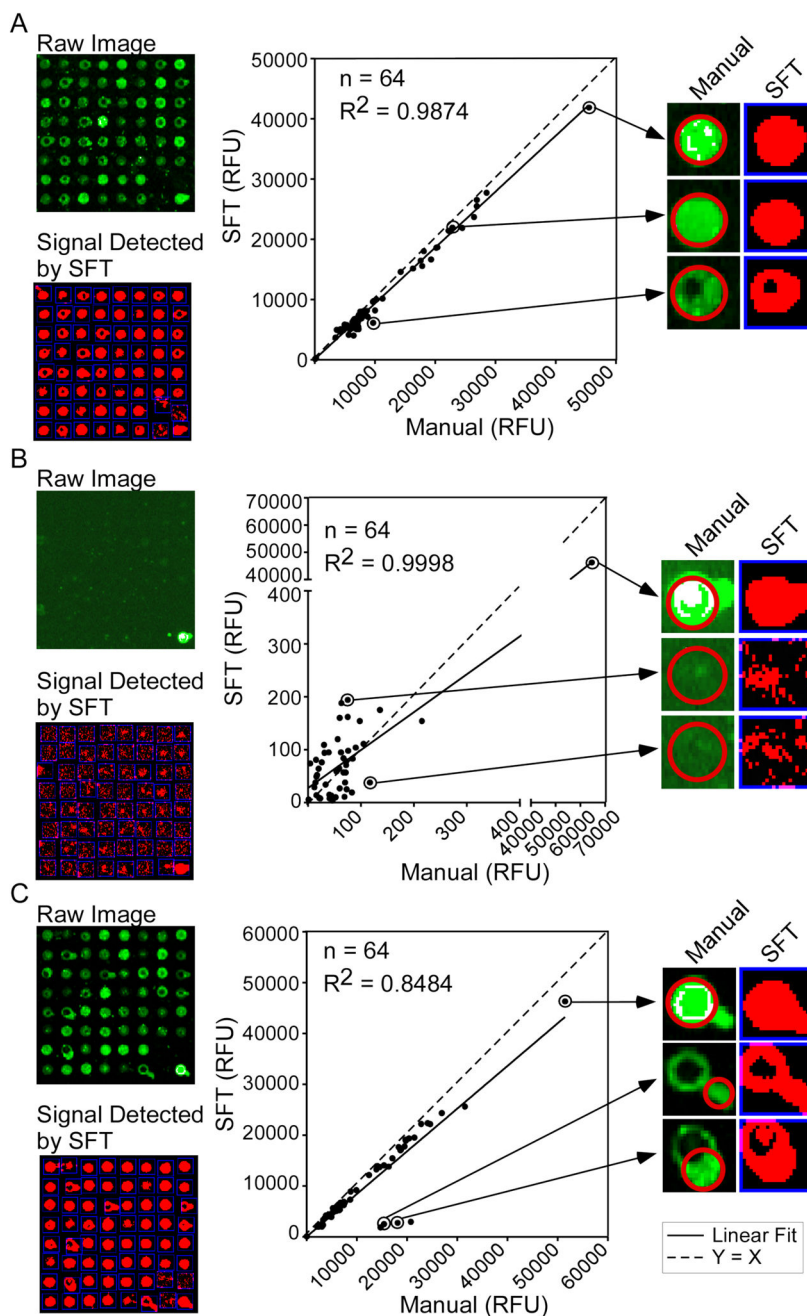 A
Raw Image
Signal Detected
by SFT
50000
40000
30000
20000
10000
0
SFT (RFU)
n = 64
R² = 0.9874
10000
20000
30000
40000
50000
Manual (RFU)
Manual
SFT
B
Raw Image
Signal Detected
by SFT
70000
60000
50000
40000
400
300
200
100
0
SFT (RFU)
n = 64
R² = 0.9998
100
200
300
400
40000
50000
60000
70000
Manual (RFU)
Manual
SFT
C
Raw Image
Signal Detected
by SFT
60000
50000
40000
30000
20000
10000
0
SFT (RFU)
n = 64
R² = 0.8484
10000
20000
30000
40000
50000
60000
Manual (RFU)
Manual
SFT
Linear Fit
Y = X